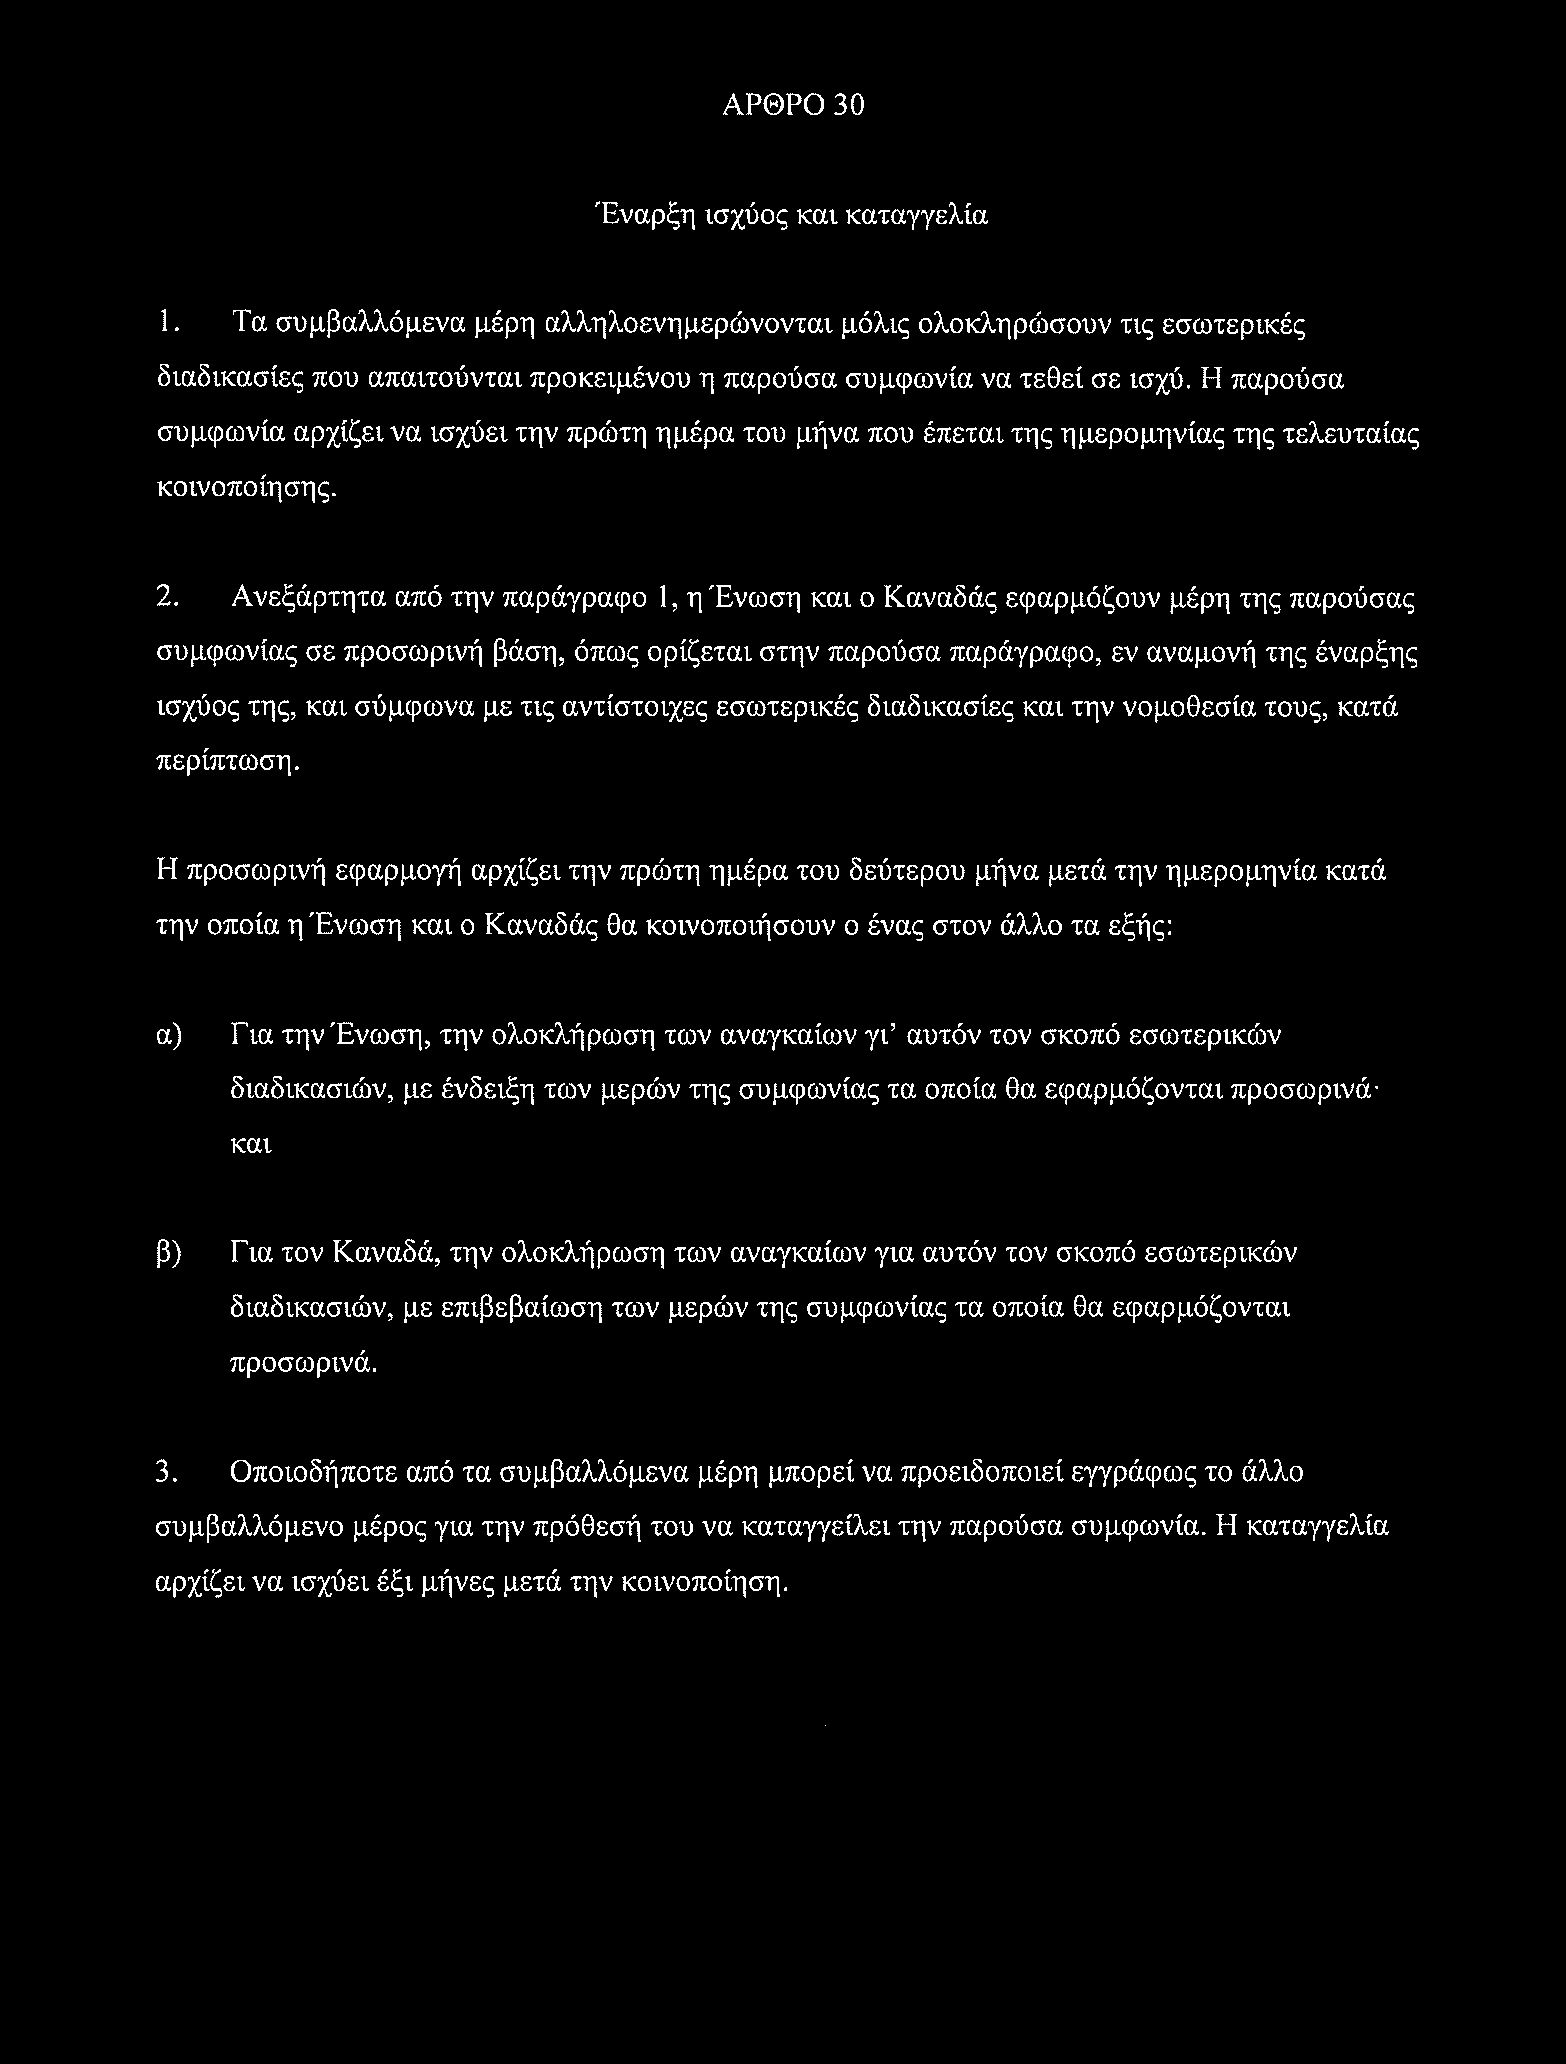 ΑΡΘΡΟ 30
Έναρξη ισχύος και καταγγελία
1. Τα συμβαλλόμενα μέρη αλληλοενημερώνονται μόλις ολοκληρώσουν τις εσωτερικές
διαδικασίες που απαιτούνται προκειμένου η παρούσα συμφωνία να τεθεί σε ισχύ. Η παρούσα
συμφωνία αρχίζει να ισχύει την πρώτη ημέρα του μήνα που έπεται της ημερομηνίας της τελευταίας
κοινοποίησης.
2. Ανεξάρτητα από την παράγραφο 1, η Ένωση και ο Καναδάς εφαρμόζουν μέρη της παρούσας
συμφωνίας σε προσωρινή βάση, όπως ορίζεται στην παρούσα παράγραφο, εν αναμονή της έναρξης
ισχύος της, και σύμφωνα με τις αντίστοιχες εσωτερικές διαδικασίες και την νομοθεσία τους, κατά
περίπτωση.
Η προσωρινή εφαρμογή αρχίζει την πρώτη ημέρα του δεύτερου μήνα μετά την ημερομηνία κατά
την οποία η Ένωση και ο Καναδάς θα κοινοποιήσουν ο ένας στον άλλο τα εξής:
α) Για την Ένωση, την ολοκλήρωση των αναγκαίων γι’ αυτόν τον σκοπό εσωτερικών
διαδικασιών, με ένδειξη των μερών της συμφωνίας τα οποία θα εφαρμόζονται προσωρινά·
και
β) Για τον Καναδά, την ολοκλήρωση των αναγκαίων για αυτόν τον σκοπό εσωτερικών
διαδικασιών, με επιβεβαίωση των μερών της συμφωνίας τα οποία θα εφαρμόζονται
προσωρινά.
3. Οποιοδήποτε από τα συμβαλλόμενα μέρη μπορεί να προειδοποιεί εγγράφως το άλλο
συμβαλλόμενο μέρος για την πρόθεσή του να καταγγείλει την παρούσα συμφωνία. Η καταγγελία
αρχίζει να ισχύει έξι μήνες μετά την κοινοποίηση.